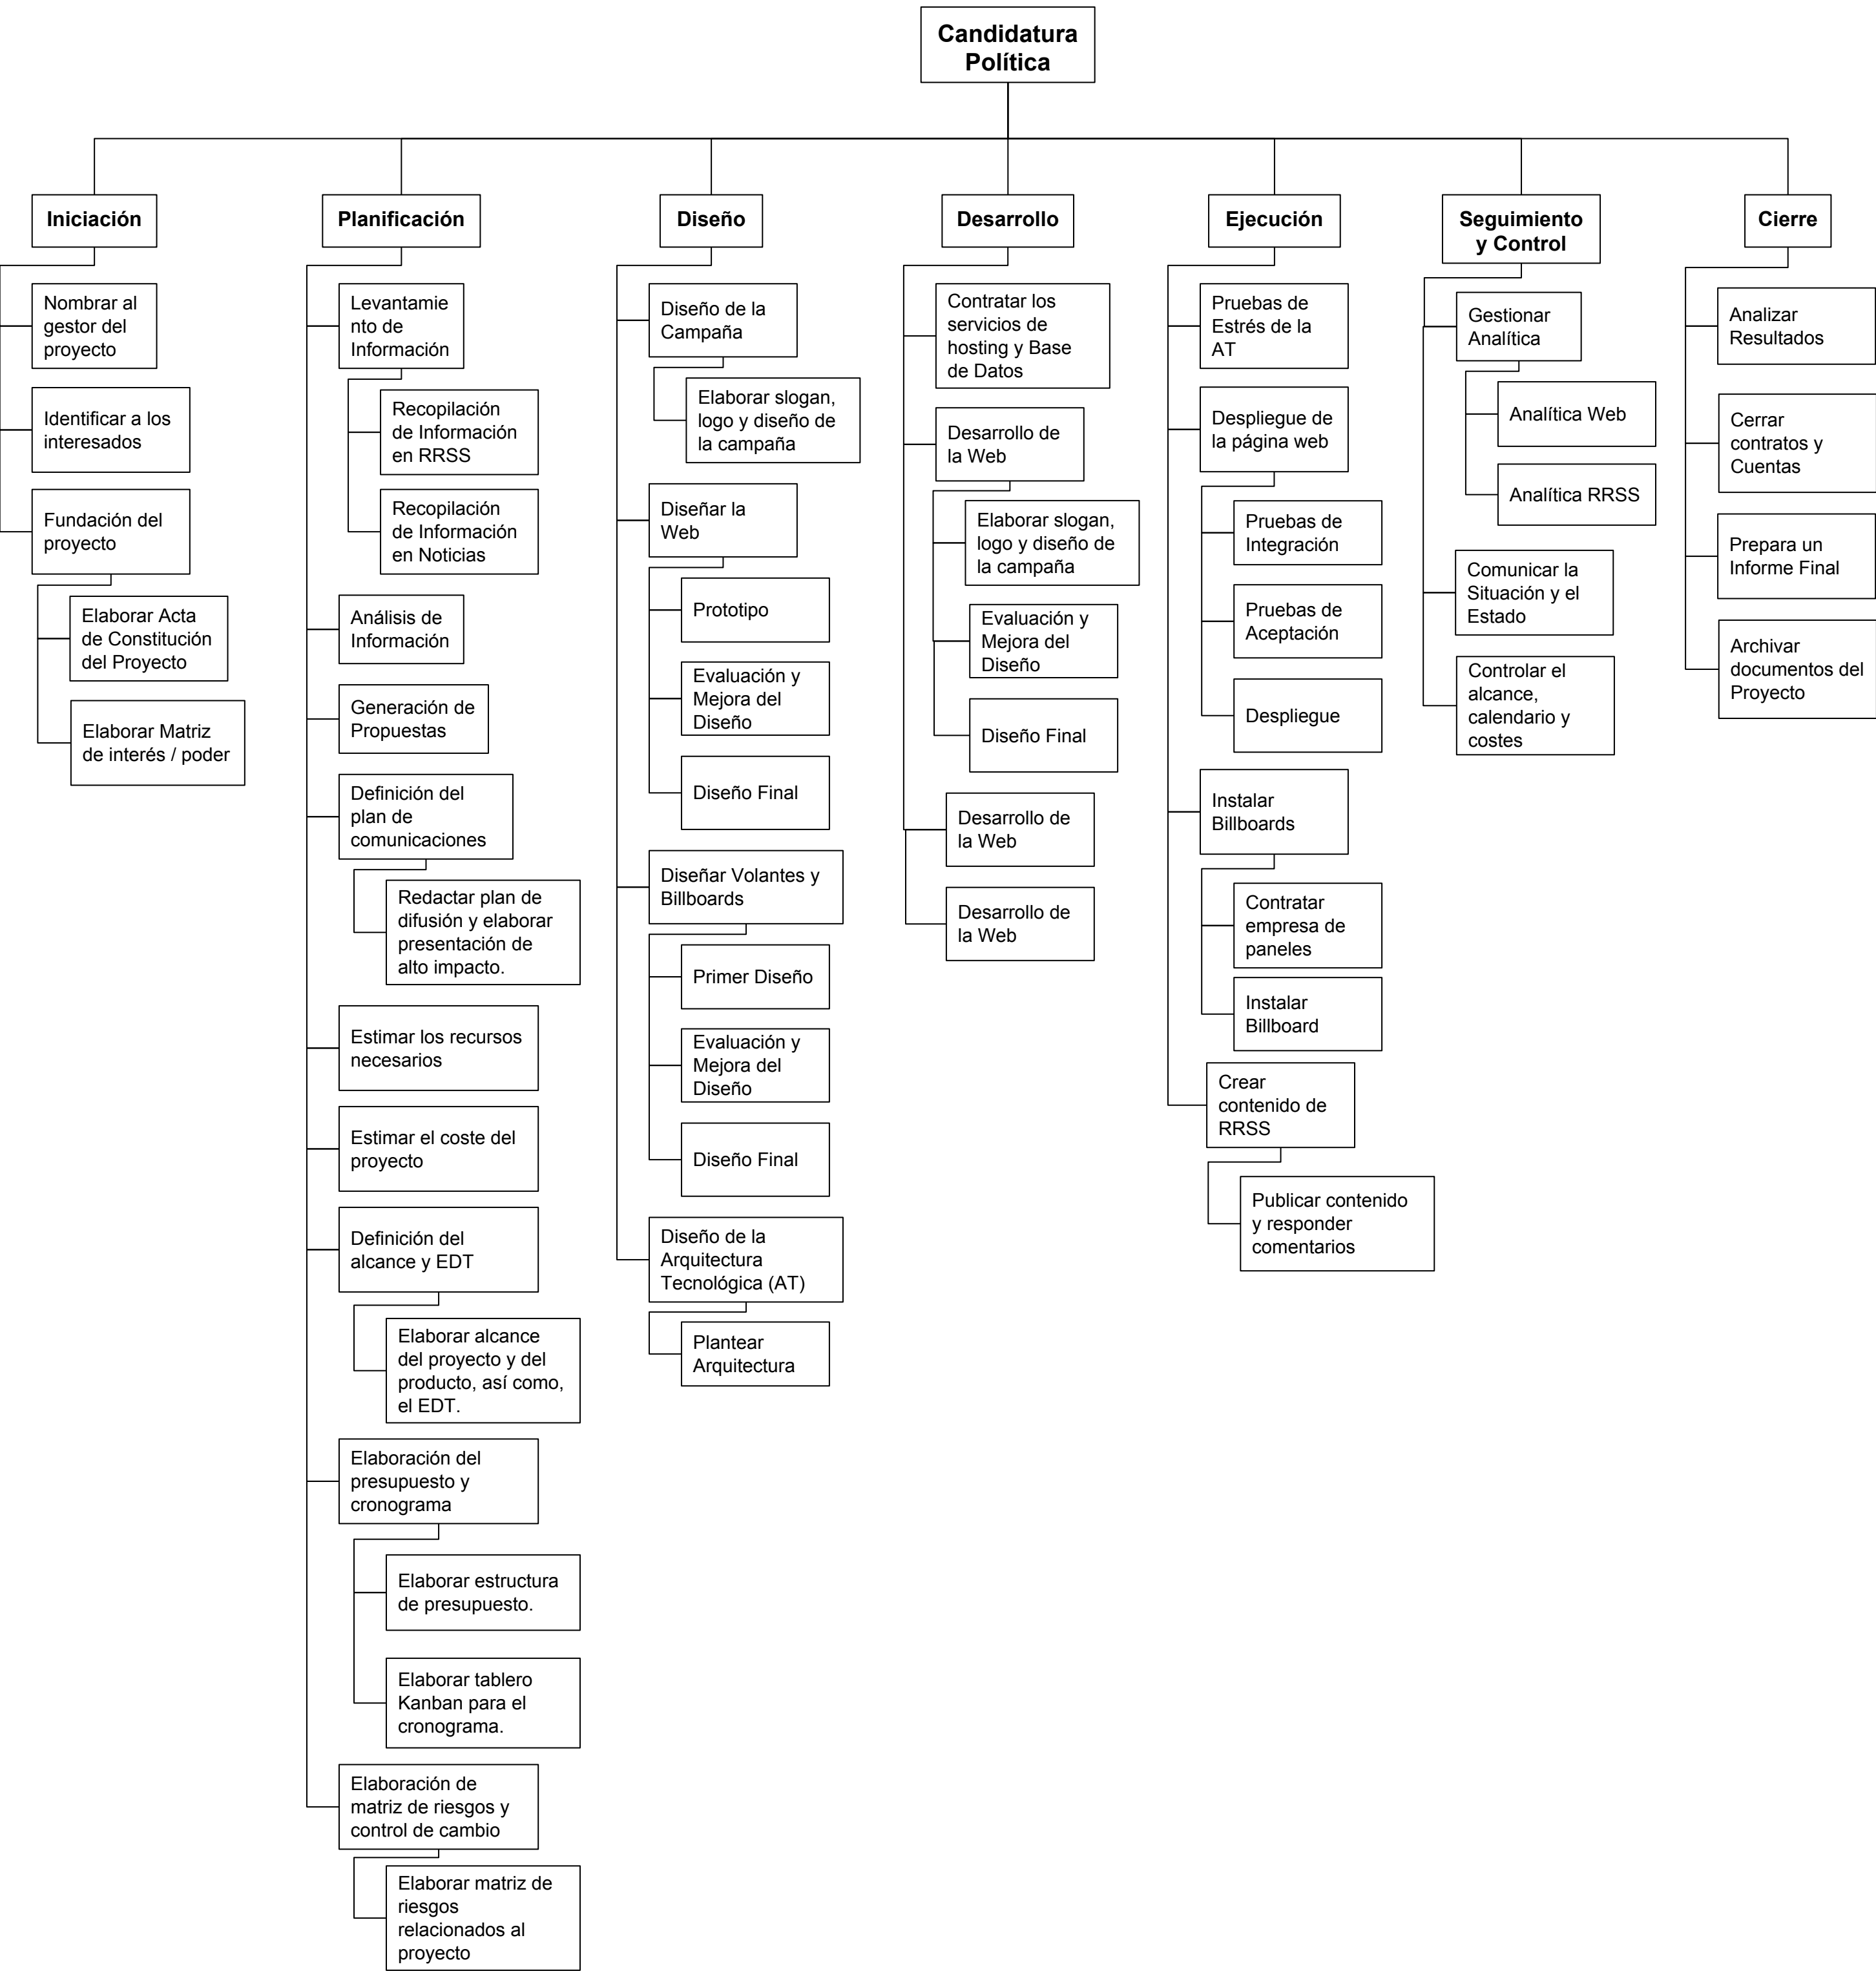 Candidatura
Política
Iniciación
Nombrar al
gestor del
proyecto
Identificar a los
interesados
Fundación del
proyecto
Elaborar Acta
de Constitución
del Proyecto
Elaborar Matriz
de interés / poder
Planificación
Levantamie
nto de
Información
Recopilación
de Información
en RRSS
Recopilación
de Información
en Noticias
Análisis de
Información
Generación de
Propuestas
Definición del
plan de
comunicaciones
Redactar plan de
difusión y elaborar
presentación de
alto impacto.
Estimar los recursos
necesarios
Estimar el coste del
proyecto
Definición del
alcance y EDT
Elaborar alcance
del proyecto y del
producto, así como,
el EDT.
Elaboración del
presupuesto y
cronograma
Elaborar estructura
de presupuesto.
Elaborar tablero
Kanban para el
cronograma.
Elaboración de
matriz de riesgos y
control de cambio
Elaborar matriz de
riesgos
relacionados al
proyecto
Diseño
Diseño de la
Campaña
Elaborar slogan,
logo y diseño de
la campaña
Diseñar la
Web
Prototipo
Evaluación y
Mejora del
Diseño
Diseño Final
Diseñar Volantes y
Billboards
Primer Diseño
Evaluación y
Mejora del
Diseño
Diseño Final
Diseño de la
Arquitectura
Tecnológica (AT)
Plantear
Arquitectura
Desarrollo
Contratar los
servicios de
hosting y Base
de Datos
Desarrollo de
la Web
Elaborar slogan,
logo y diseño de
la campaña
Evaluación y
Mejora del
Diseño
Diseño Final
Desarrollo de
la Web
Desarrollo de
la Web
Ejecución
Pruebas de
Estrés de la
AT
Despliegue de
la página web
Pruebas de
Integración
Pruebas de
Aceptación
Despliegue
Instalar
Billboards
Contratar
empresa de
paneles
Instalar
Billboard
Crear
contenido de
RRSS
Publicar contenido
y responder
comentarios
Seguimiento
y Control
Gestionar
Analítica
Analítica Web
Analítica RRSS
Comunicar la
Situación y el
Estado
Controlar el
alcance,
calendario y
costes
Cierre
Analizar
Resultados
Cerrar
contratos y
Cuentas
Prepara un
Informe Final
Archivar
documentos del
Proyecto